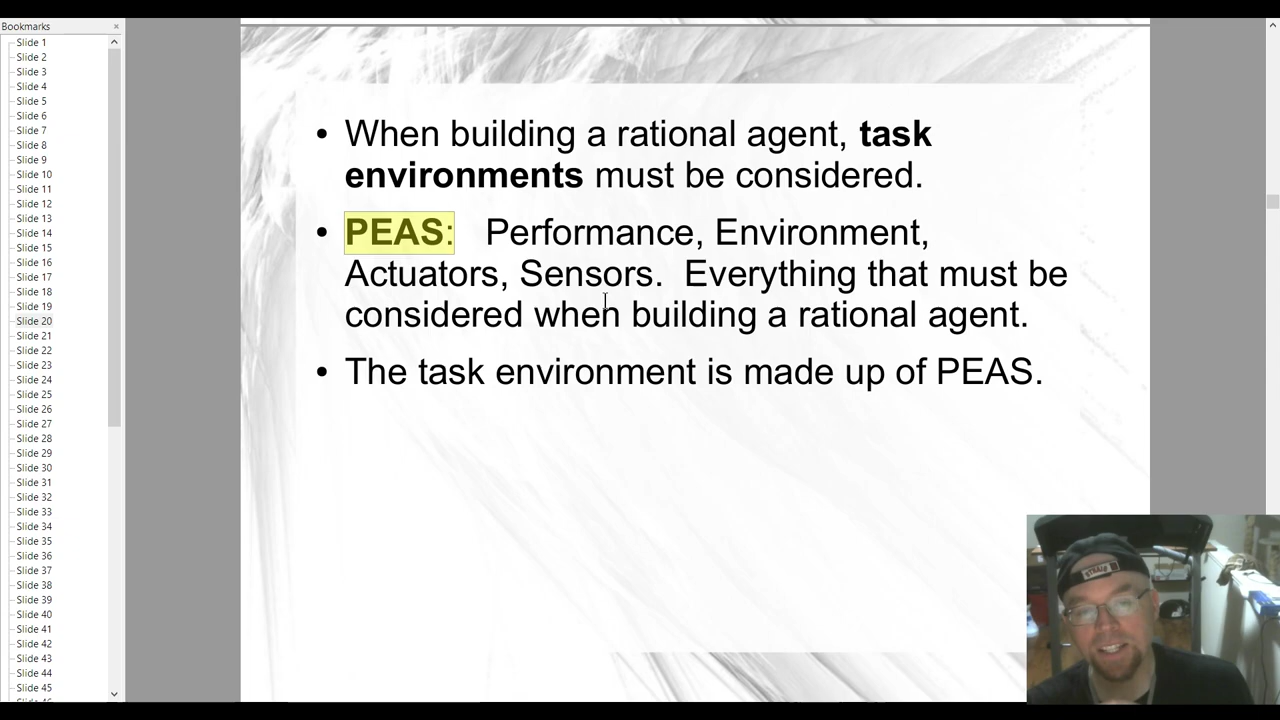 Bookmarks
×
Slide 1
Slide 2
Slide 3
Slide 4
Slide 5
Slide 6
Slide 7
Slide 8
Slide 9
Slide 10
Slide 11
Slide 12
Slide 13
Slide 14
Slide 15
Slide 16
Slide 17
Slide 18
Slide 19
Slide 20
Slide 21
Slide 22
Slide 23
Slide 24
Slide 25
Slide 26
Slide 27
Slide 28
Slide 29
Slide 30
Slide 31
Slide 32
Slide 33
Slide 34
Slide 35
Slide 36
Slide 37
Slide 38
Slide 39
Slide 40
Slide 41
Slide 42
Slide 43
Slide 44
Slide 45
• When building a rational agent, task
environments must be considered.
• PEAS: Performance, Environment,
Actuators, Sensors. Everything that must be
considered when building a rational agent.
• The task environment is made up of PEAS.